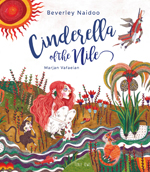 Beverley Naidoo
Cinderella
of the Nile
Marjan Vafaeian